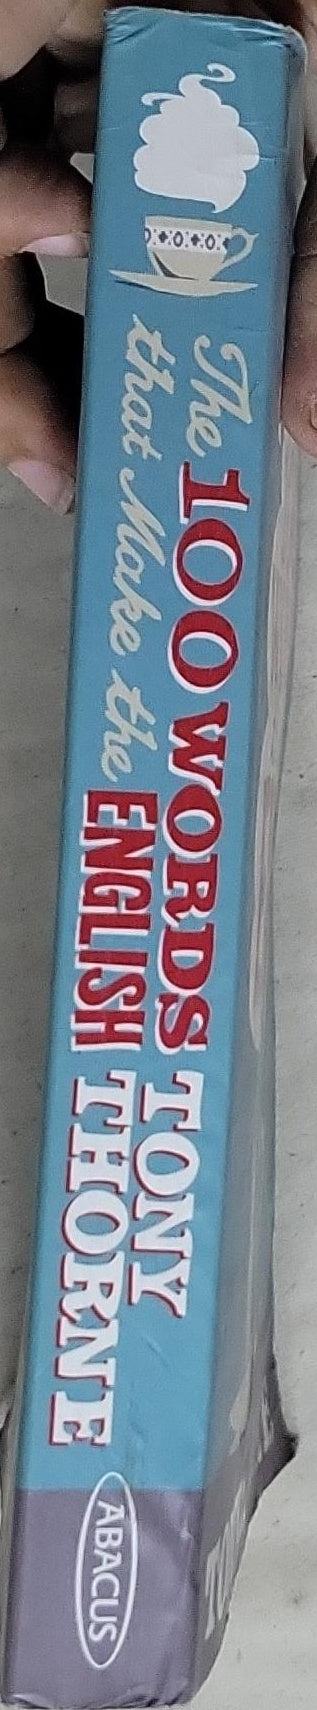 The 100 WORDS
that Make the ENGLISH
TONY
THORNE
ABACUS